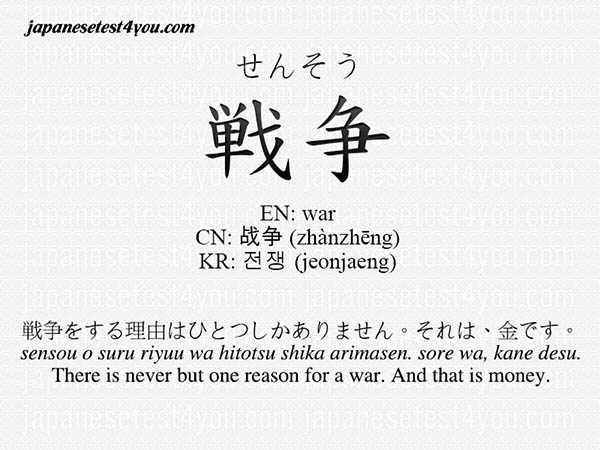 japanesetest4you.com
せんそう
戦争
EN: war
CN: 战争 (zhànzhēng)
KR: 전쟁 (jeonjaeng)
戦争をする理由はひとつしかありません。それは、金です。
sensou o suru riyuu wa hitotsu shika arimasen. sore wa, kane desu.
There is never but one reason for a war. And that is money.